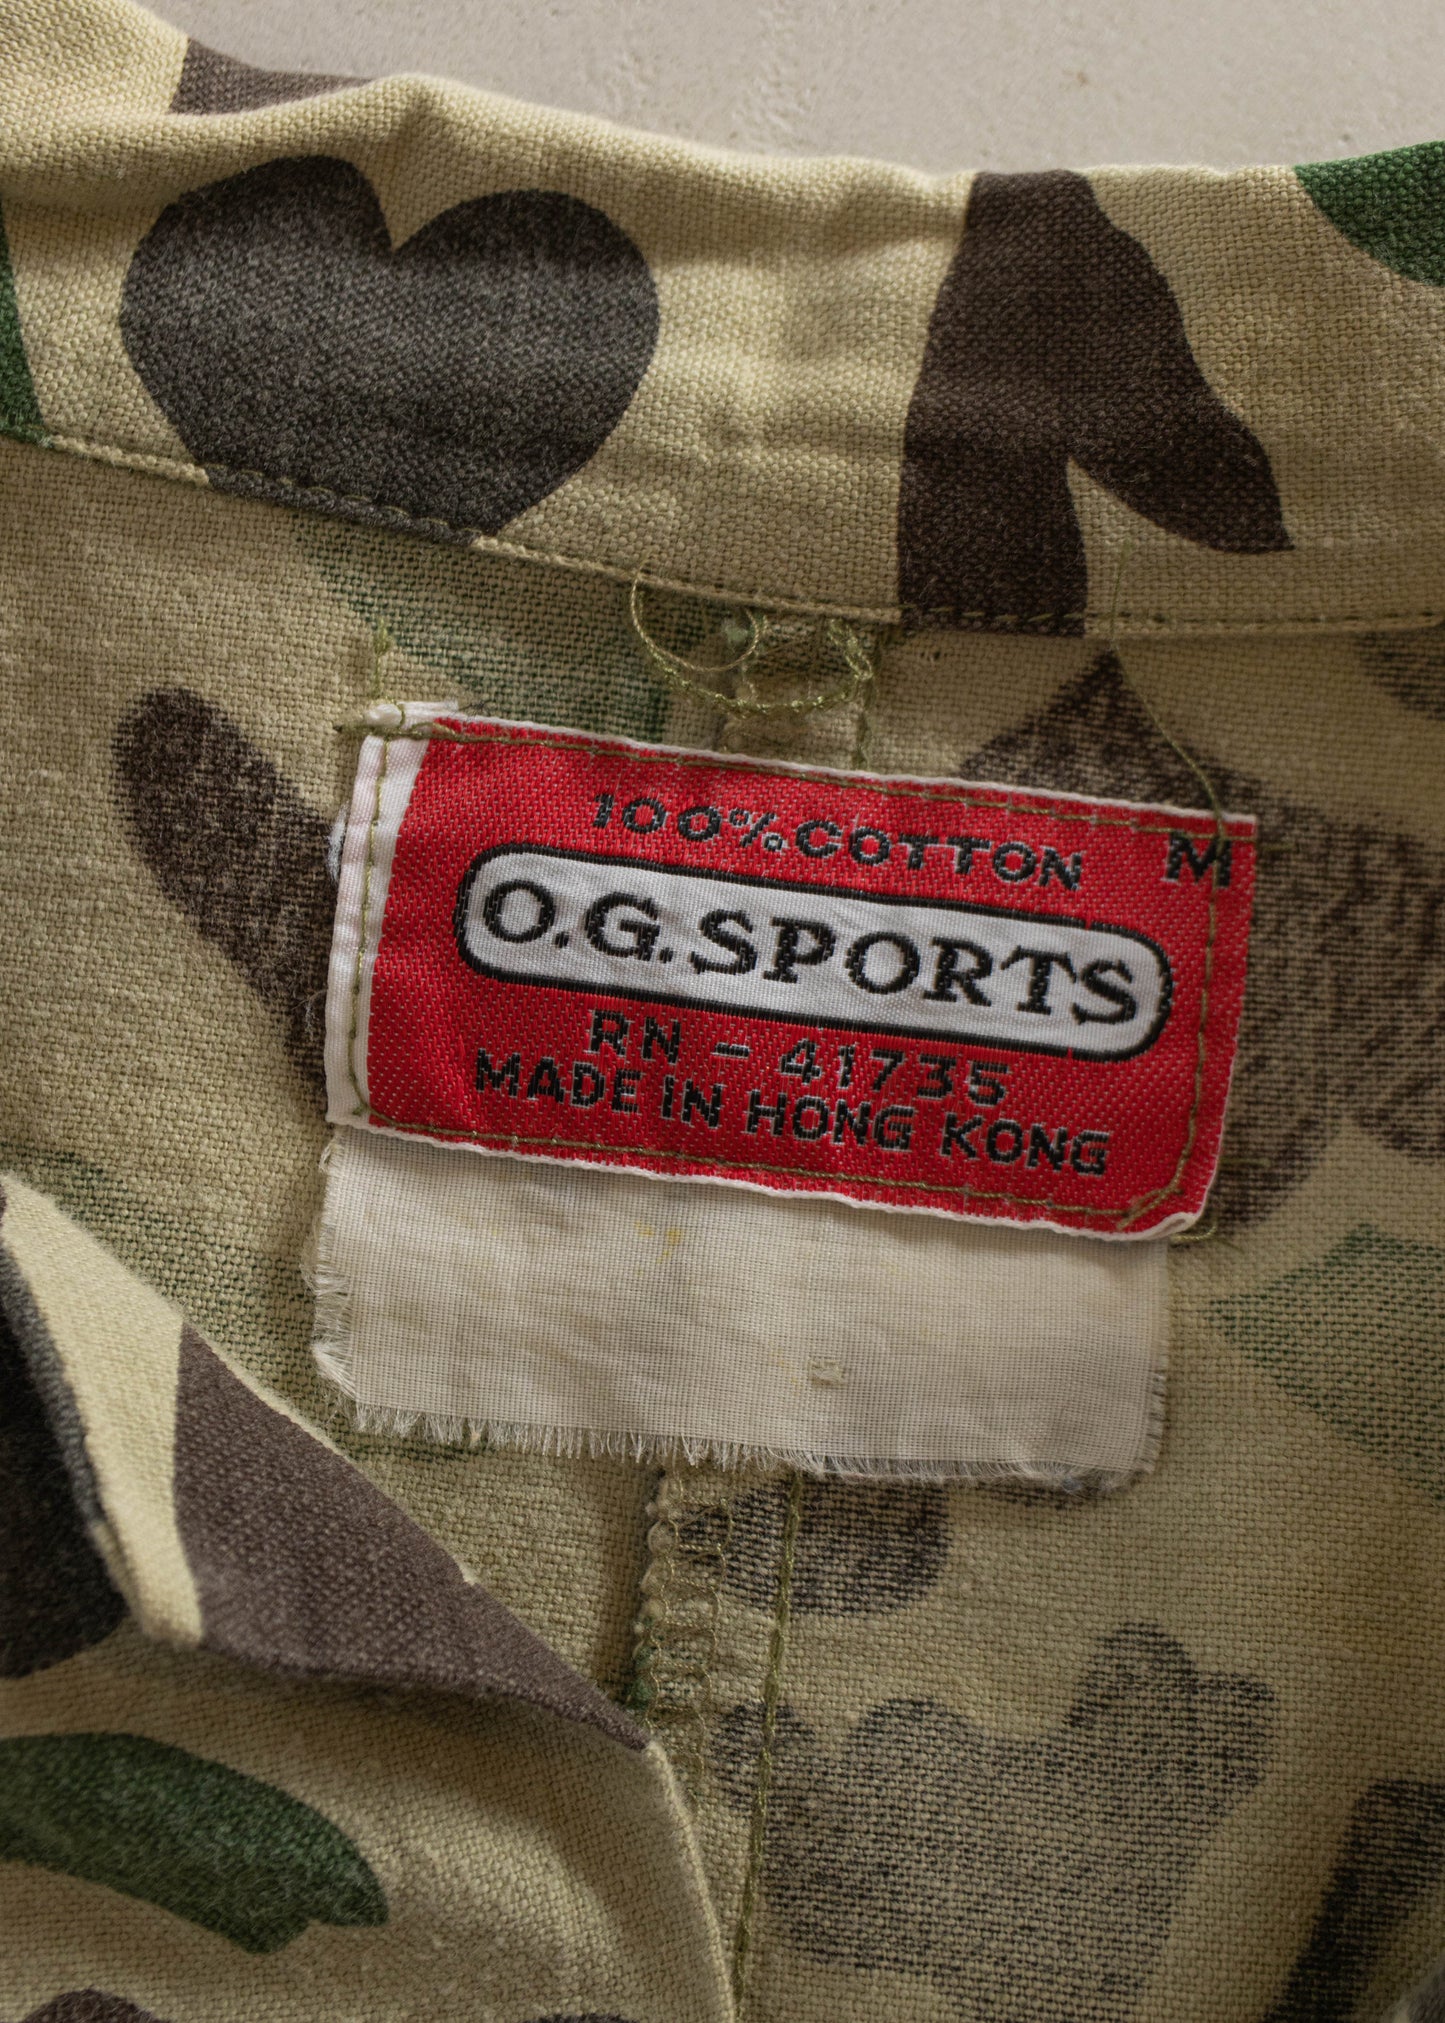 100% COTTON M
O.G.SPORTS
RN - 41735
MADE IN HONG KONG